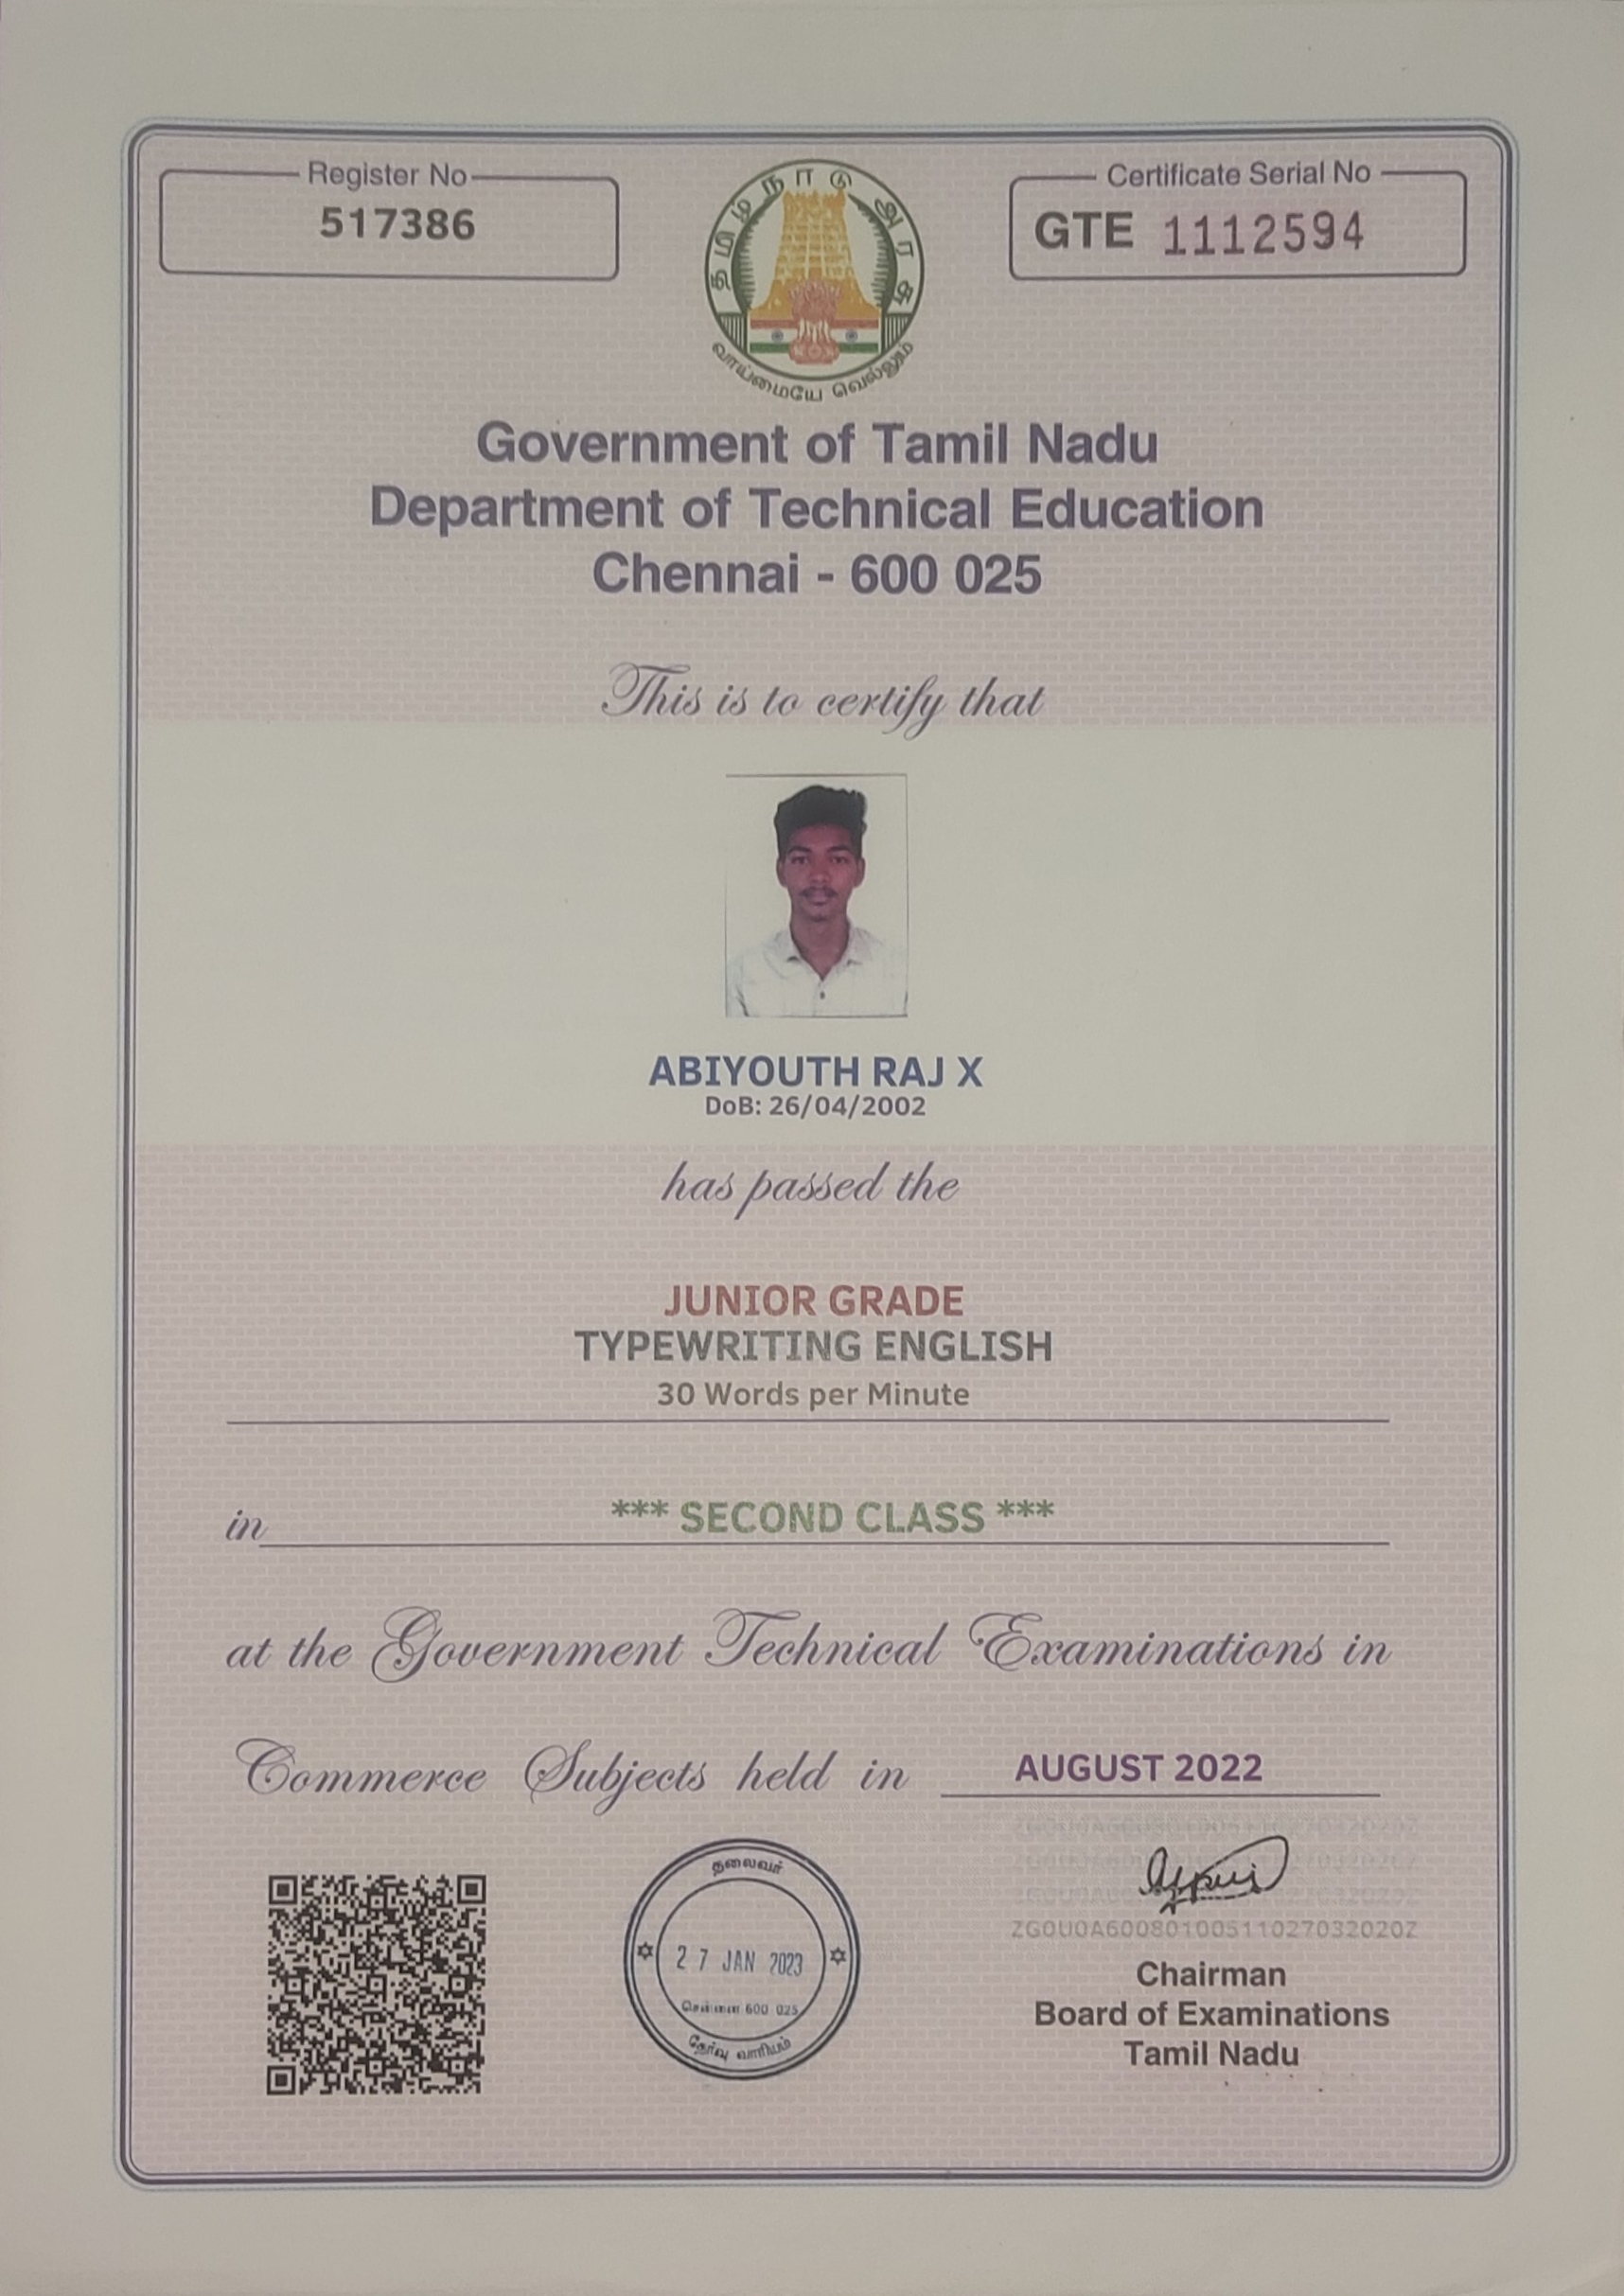 Register No
517386
தமிழ்நாடு அரசு
வாய்மையே வெல்லும்
Certificate Serial No
GTE 1112594
Government of Tamil Nadu
Department of Technical Education
Chennai - 600 025
This is to certify that
ABIYOUTH RAJ X
DoB: 26/04/2002
has passed the
JUNIOR GRADE
TYPEWRITING ENGLISH
30 Words per Minute
in *** SECOND CLASS ***
at the Government Technical Examinations in
Commerce Subjects held in AUGUST 2022
தலைவர்
27 JAN 2023
சென்னை 600 025
தேர்வு வாரியம்
ZG0U0A60080100511027032020Z
Chairman
Board of Examinations
Tamil Nadu